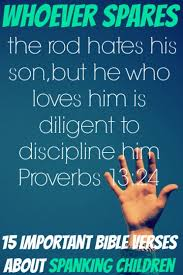 WHOEVER SPARES
the rod hates his
son,but he who
loves him is
diligent to
discipline him
Proverbs 13:24
15 IMPORTANT BIBLE VERSES
ABOUT SPANKING CHILDREN